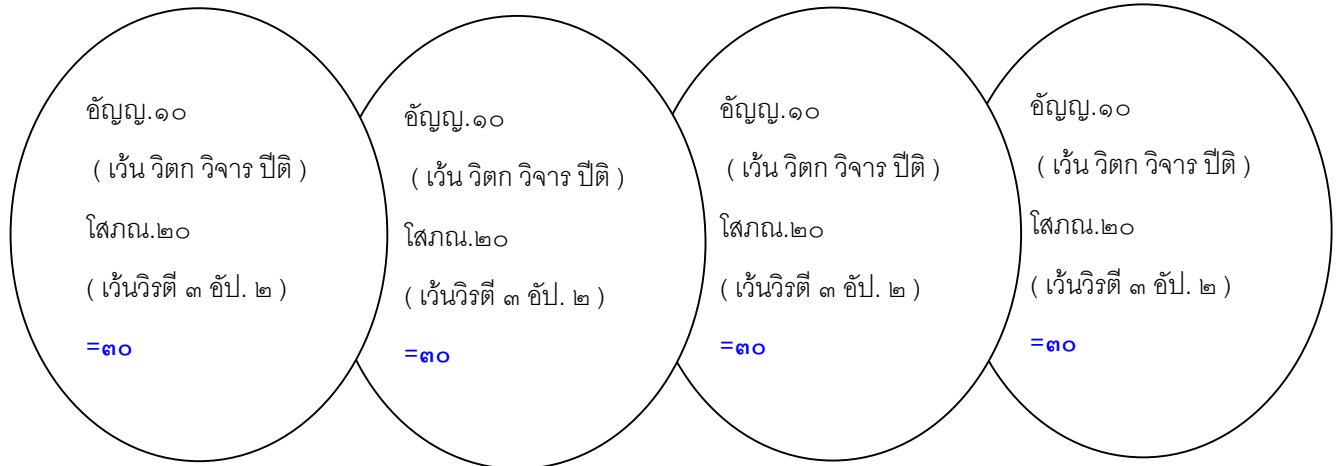 อัญญ.๑๐
( เว้น วิตก วิจาร ปีติ )
โสภณ.๒๐
( เว้นวิรตี ๓ อัป. ๒ )
=๓๐
อัญญ.๑๐
( เว้น วิตก วิจาร ปีติ )
โสภณ.๒๐
( เว้นวิรตี ๓ อัป. ๒ )
=๓๐
อัญญ.๑๐
( เว้น วิตก วิจาร ปีติ )
โสภณ.๒๐
( เว้นวิรตี ๓ อัป. ๒ )
=๓๐
อัญญ.๑๐
( เว้น วิตก วิจาร ปีติ )
โสภณ.๒๐
( เว้นวิรตี ๓ อัป. ๒ )
=๓๐